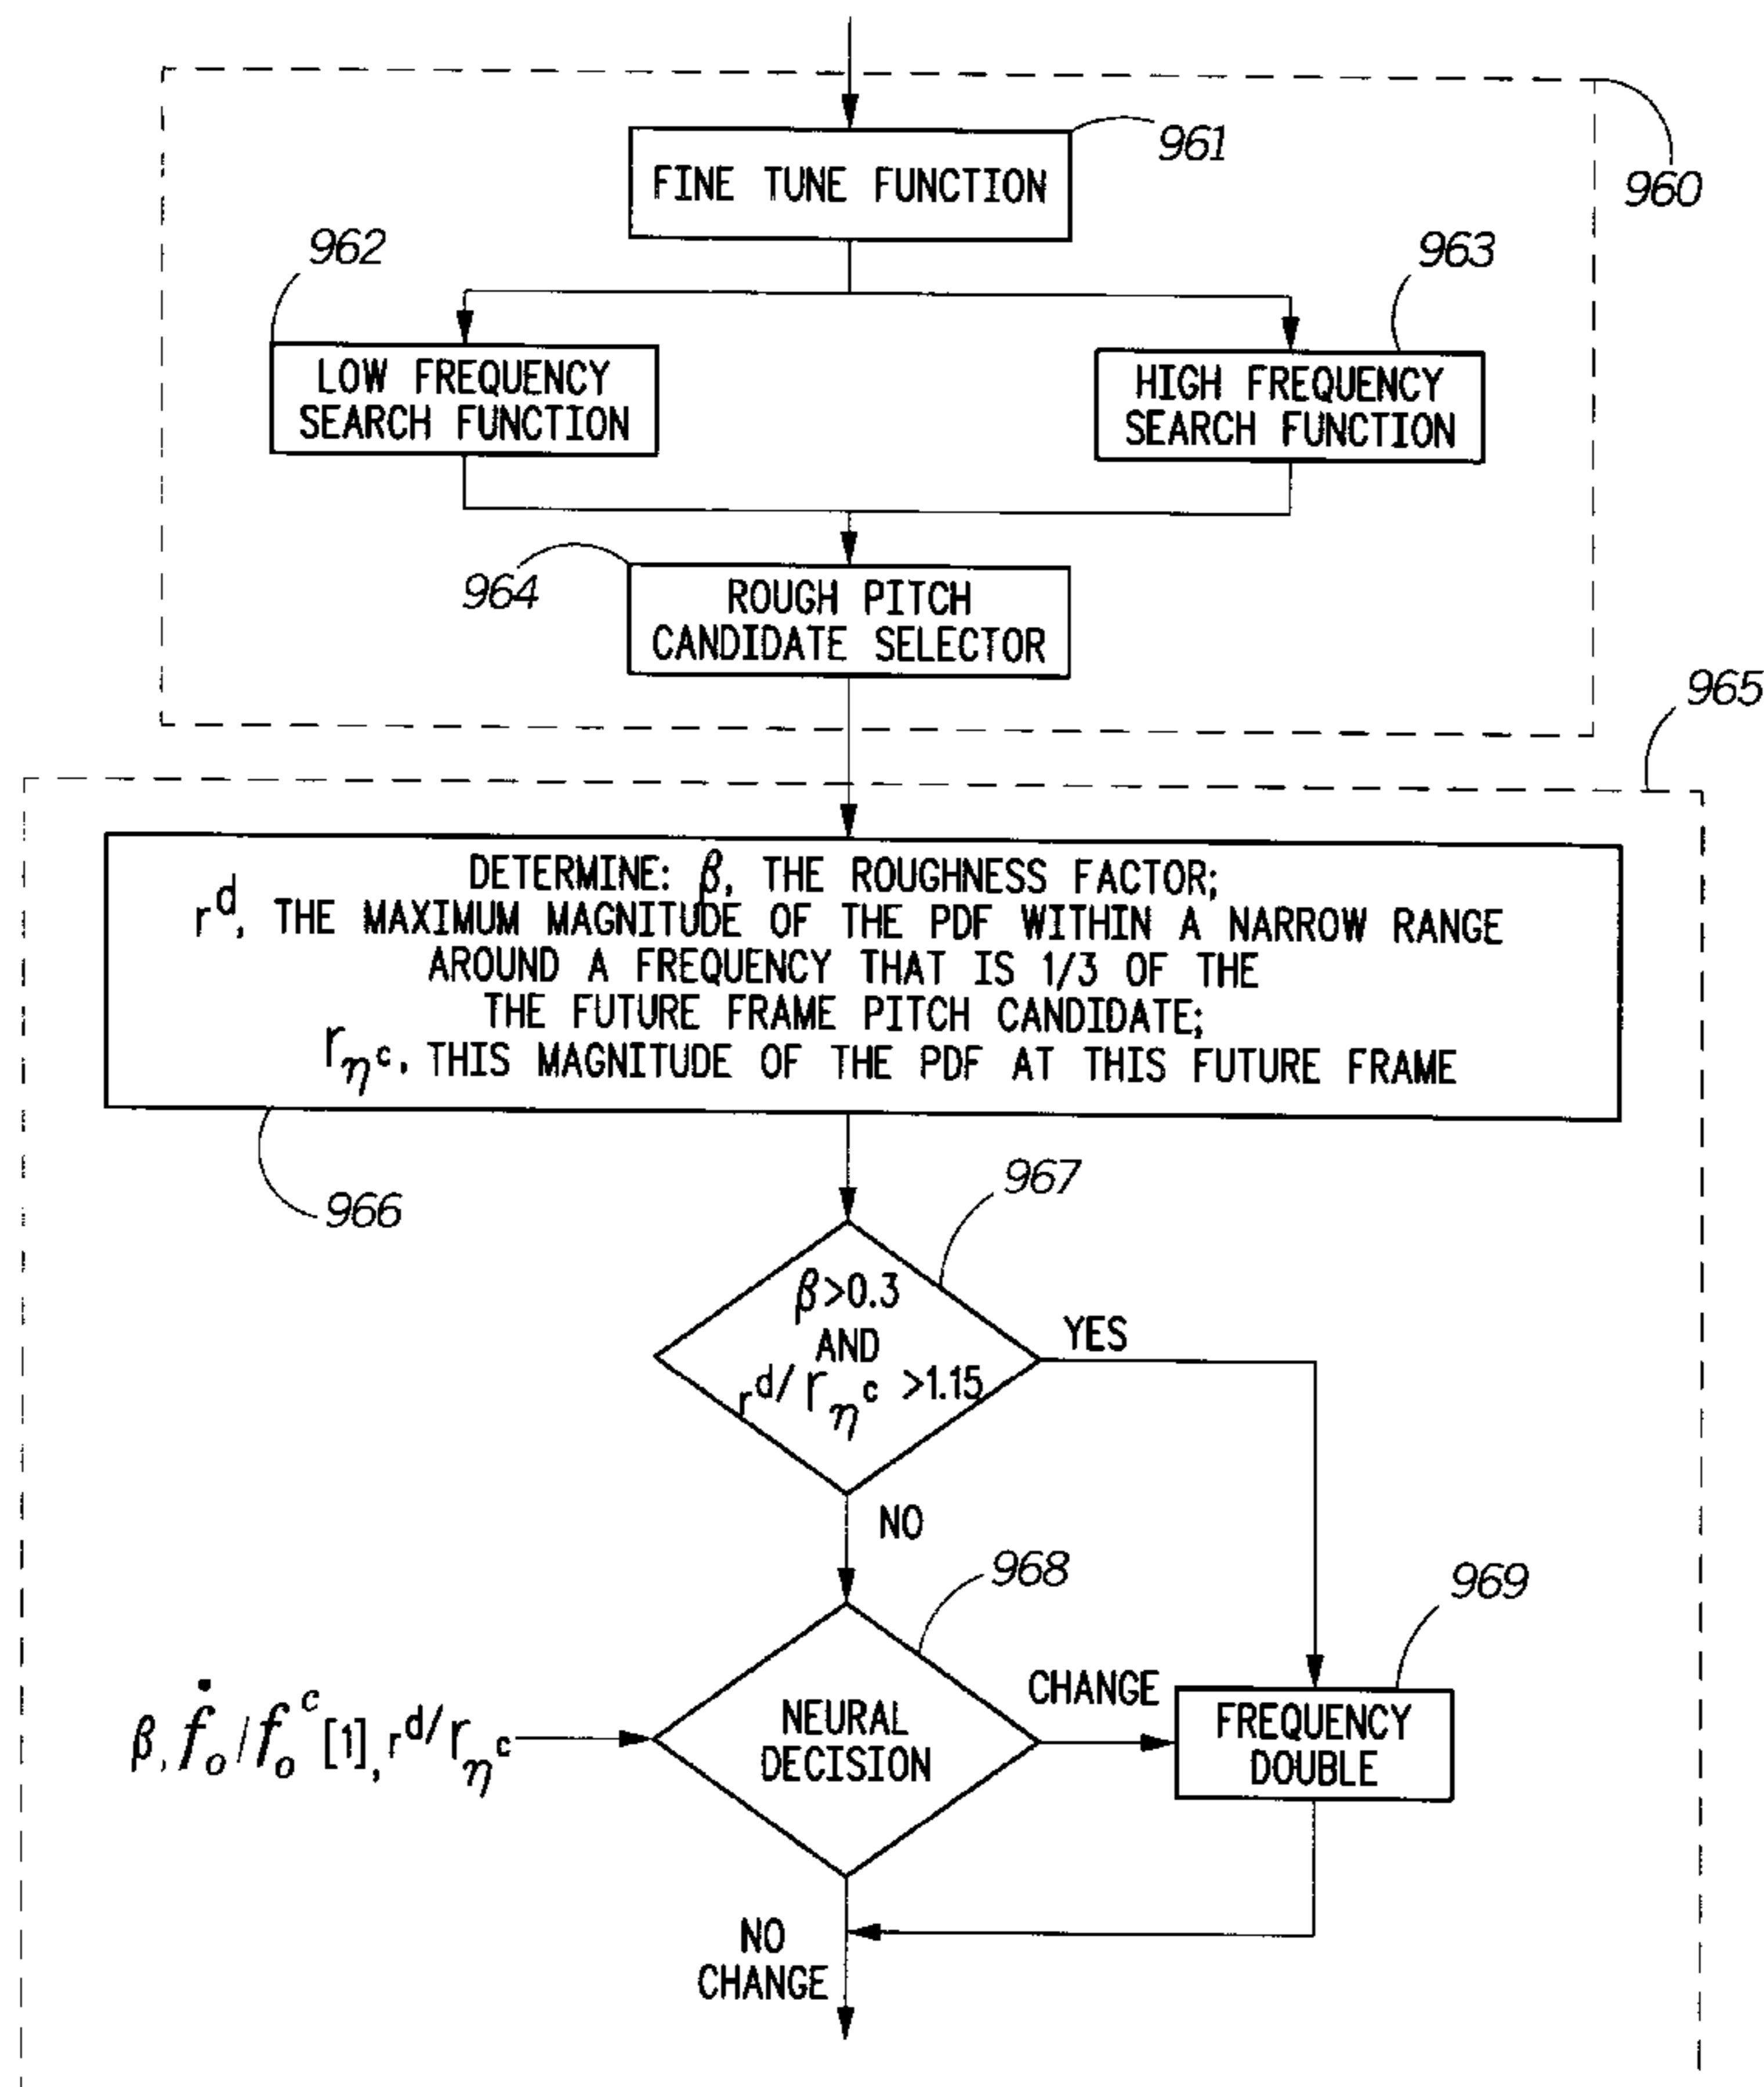 961
FINE TUNE FUNCTION
960
962
963
LOW FREQUENCY
SEARCH FUNCTION
HIGH FREQUENCY
SEARCH FUNCTION
964
ROUGH PITCH
CANDIDATE SELECTOR
965
DETERMINE: β, THE ROUGHNESS FACTOR;
r^d, THE MAXIMUM MAGNITUDE OF THE PDF WITHIN A NARROW RANGE
AROUND A FREQUENCY THAT IS 1/3 OF THE
THE FUTURE FRAME PITCH CANDIDATE;
r_η^c, THIS MAGNITUDE OF THE PDF AT THIS FUTURE FRAME
966
967
β>0.3
AND
r^d/r_η^c >1.15
YES
NO
968
969
β, ḟ_o/f_o^c [1], r^d/r_η^c
NEURAL
DECISION
CHANGE
FREQUENCY
DOUBLE
NO
CHANGE